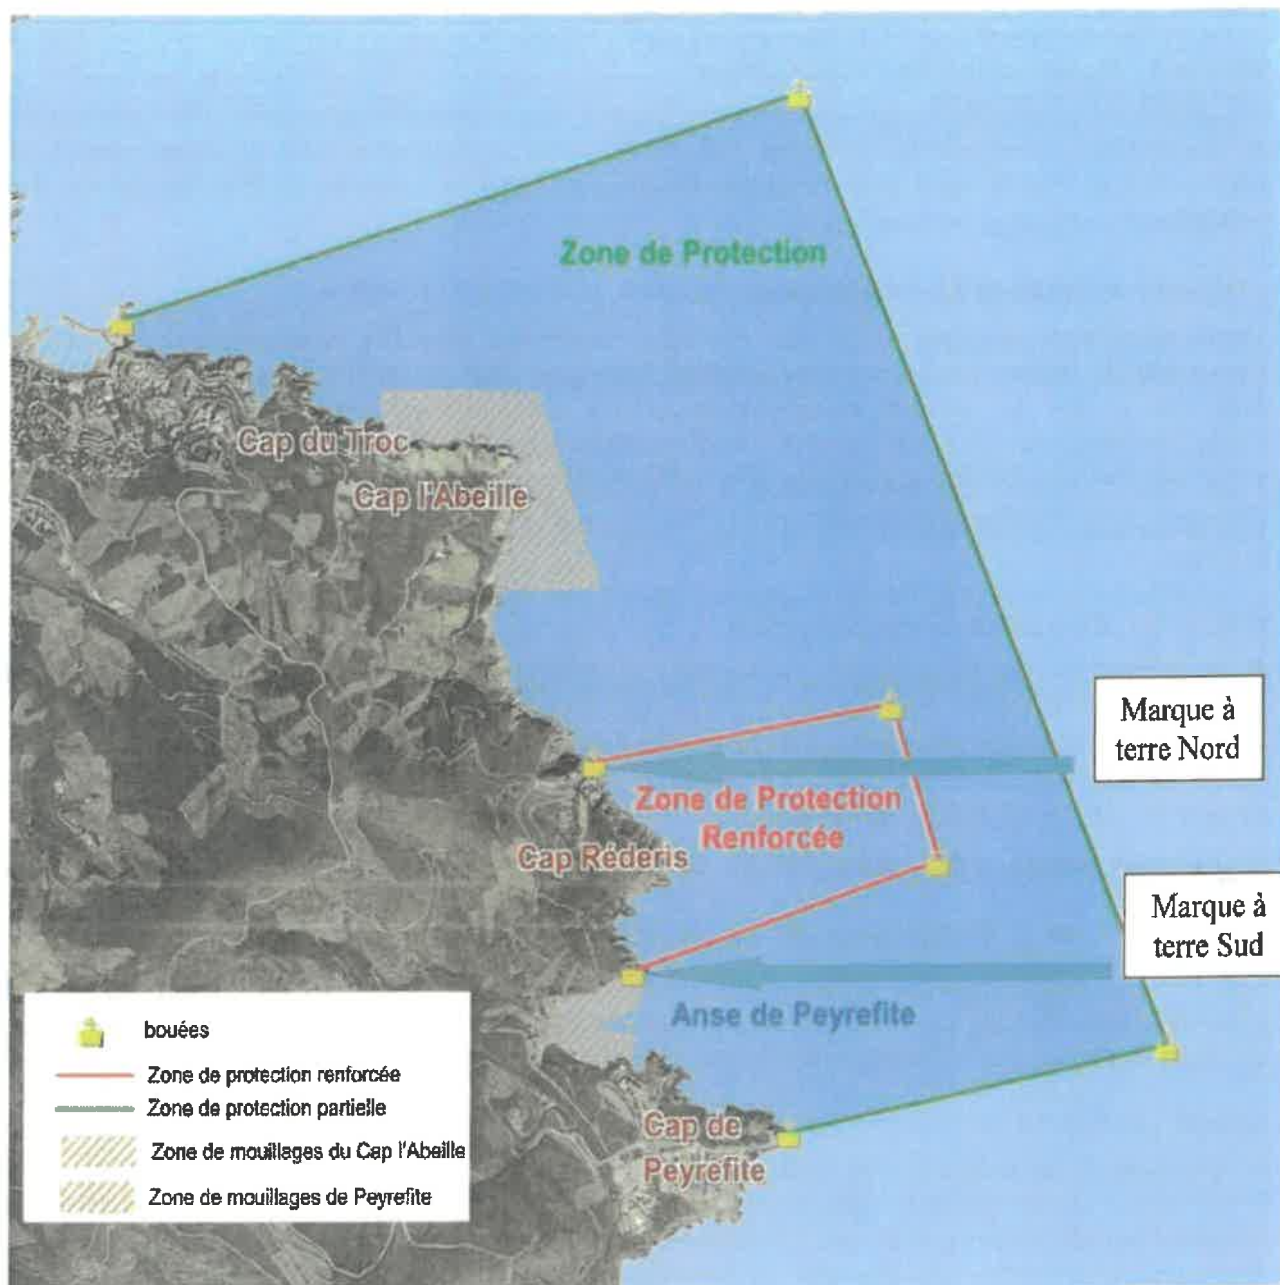 Zone de Protection
Cap du Troc
Cap l'Abeille
Marque à
terre Nord
Zone de Protection
Renforcée
Cap Réderis
Marque à
terre Sud
Anse de Peyrefite
Cap de
Peyrefite
bouées
Zone de protection renforcée
Zone de protection partielle
Zone de mouillages du Cap l'Abeille
Zone de mouillages de Peyrefite